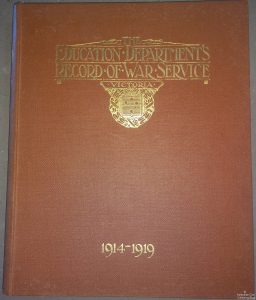 THE
EDUCATION·DEPARTMENT'S
RECORD·OF·WAR·SERVICE
VICTORIA
1914-1919